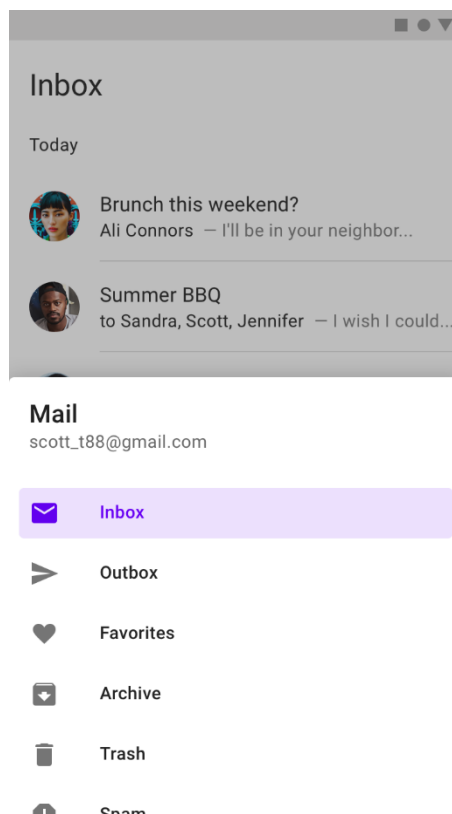 Inbox
Today
Brunch this weekend?
Ali Connors — I'll be in your neighbor...
Summer BBQ
to Sandra, Scott, Jennifer — I wish I could...
Mail
scott_t88@gmail.com
Inbox
Outbox
Favorites
Archive
Trash
Spam